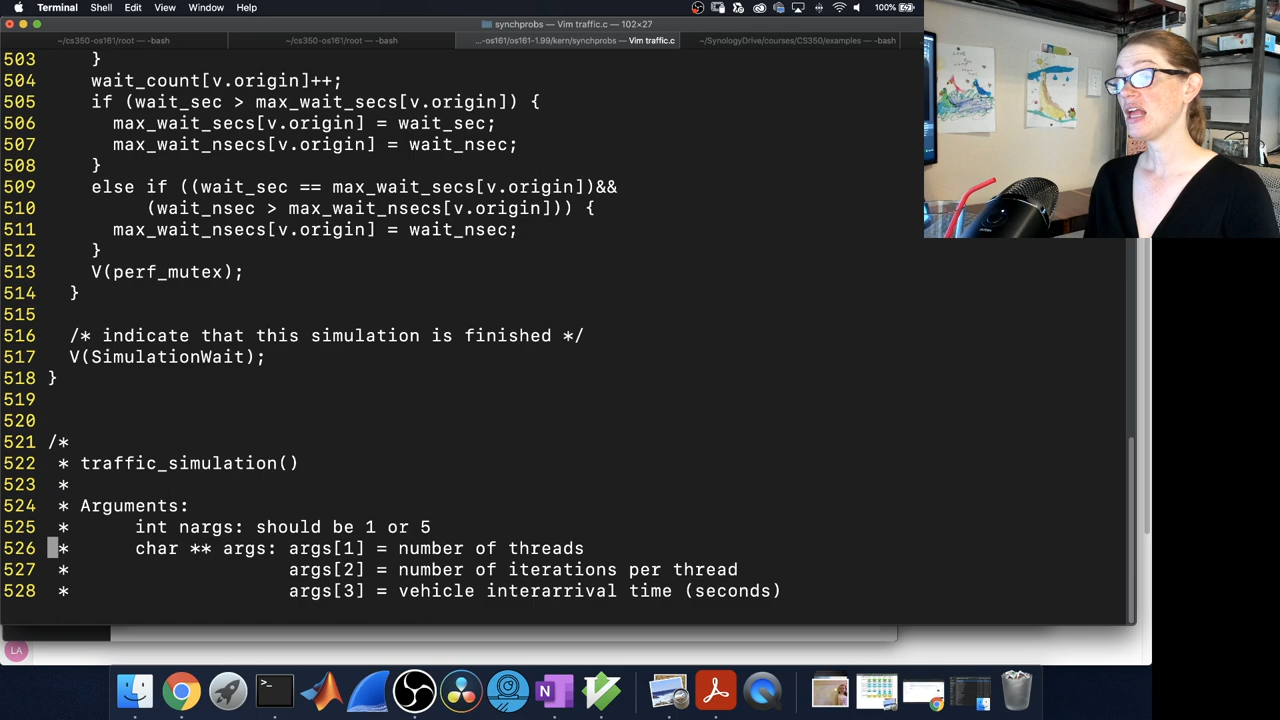 Terminal Shell Edit View Window Help 100%
synchprobs — Vim traffic.c — 102×27
~/cs350-os161/root — -bash
~/cs350-os161/root — -bash
...-os161/os161-1.99/kern/synchprobs — Vim traffic.c
~/SynologyDrive/courses/CS350/examples — -bash
503 }
504 wait_count[v.origin]++;
505 if (wait_sec > max_wait_secs[v.origin]) {
506 max_wait_secs[v.origin] = wait_sec;
507 max_wait_nsecs[v.origin] = wait_nsec;
508 }
509 else if ((wait_sec == max_wait_secs[v.origin])&&
510 (wait_nsec > max_wait_nsecs[v.origin])) {
511 max_wait_nsecs[v.origin] = wait_nsec;
512 }
513 V(perf_mutex);
514 }
515
516 /* indicate that this simulation is finished */
517 V(SimulationWait);
518 }
519
520
521 /*
522 * traffic_simulation()
523 *
524 * Arguments:
525 * int nargs: should be 1 or 5
526 * char ** args: args[1] = number of threads
527 * args[2] = number of iterations per thread
528 * args[3] = vehicle interarrival time (seconds)
LA